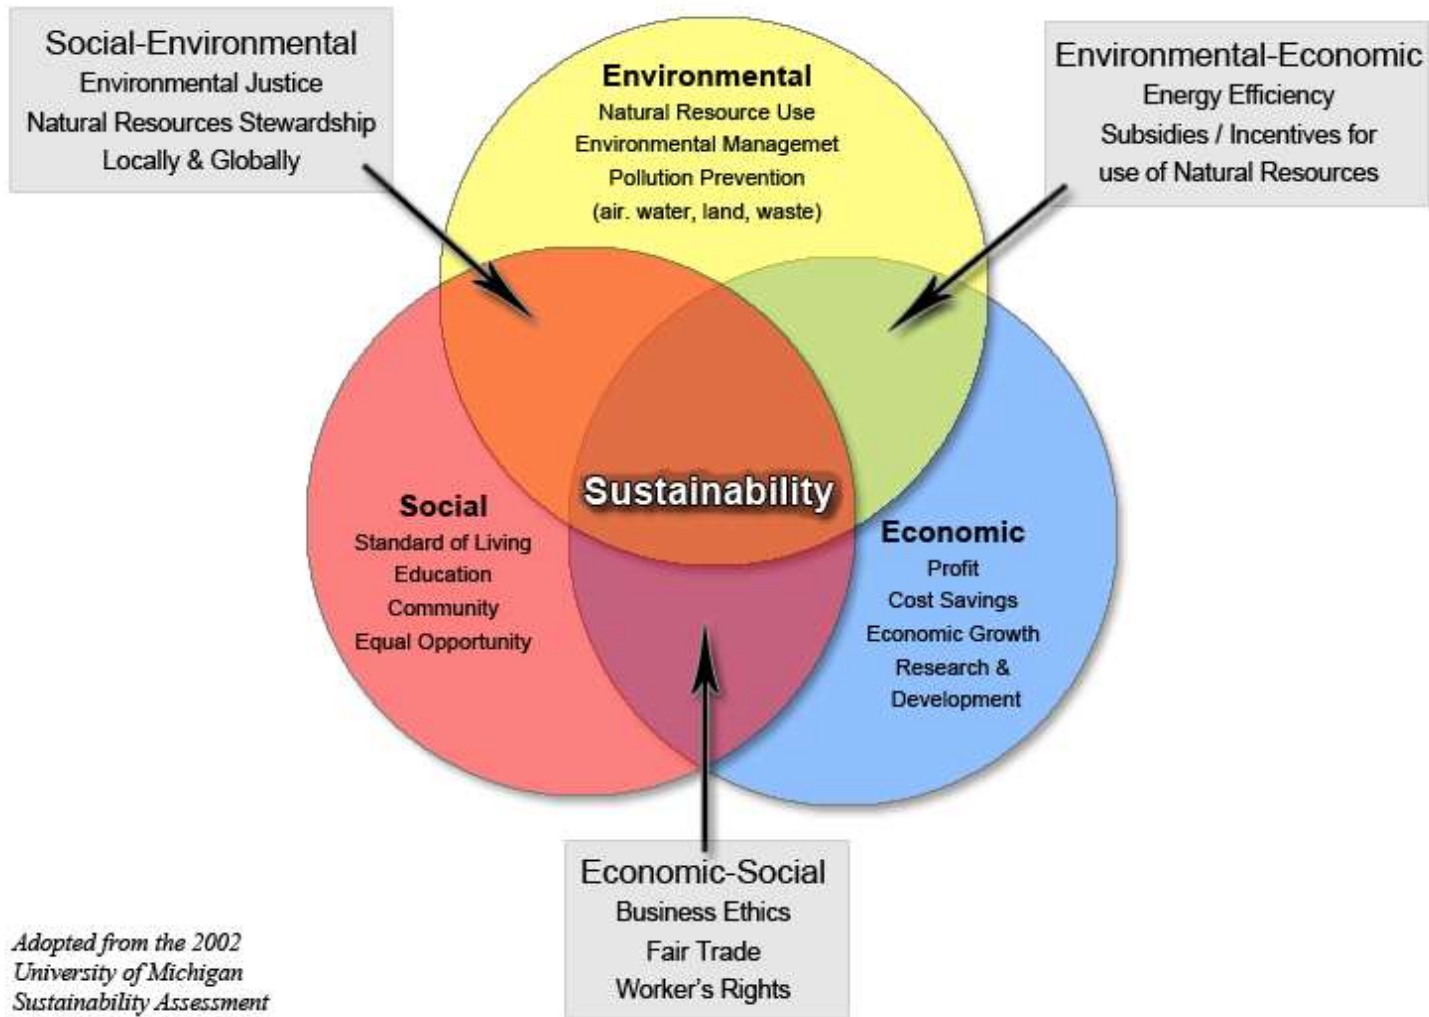 Social-Environmental
Environmental Justice
Natural Resources Stewardship
Locally & Globally
Environmental
Natural Resource Use
Environmental Managemet
Pollution Prevention
(air. water, land, waste)
Environmental-Economic
Energy Efficiency
Subsidies / Incentives for
use of Natural Resources
Sustainability
Social
Standard of Living
Education
Community
Equal Opportunity
Economic
Profit
Cost Savings
Economic Growth
Research &
Development
Economic-Social
Business Ethics
Fair Trade
Worker's Rights
Adopted from the 2002
University of Michigan
Sustainability Assessment